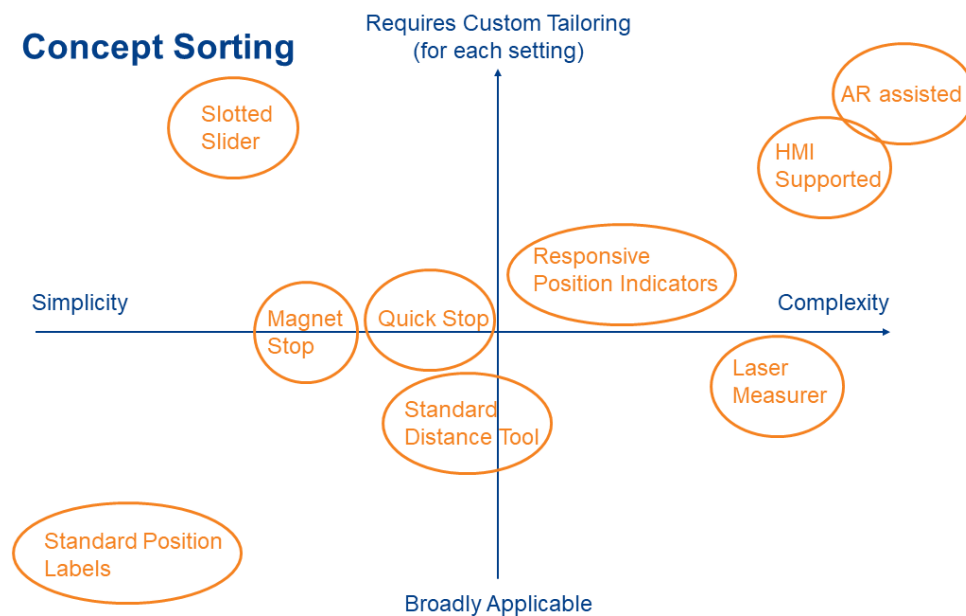 Requires Custom Tailoring
(for each setting)
Concept Sorting
AR assisted
Slotted
Slider
HMI
Supported
Responsive
Position Indicators
Simplicity
Complexity
Magnet
Stop
Quick Stop
Laser
Measurer
Standard
Distance Tool
Standard Position
Labels
Broadly Applicable